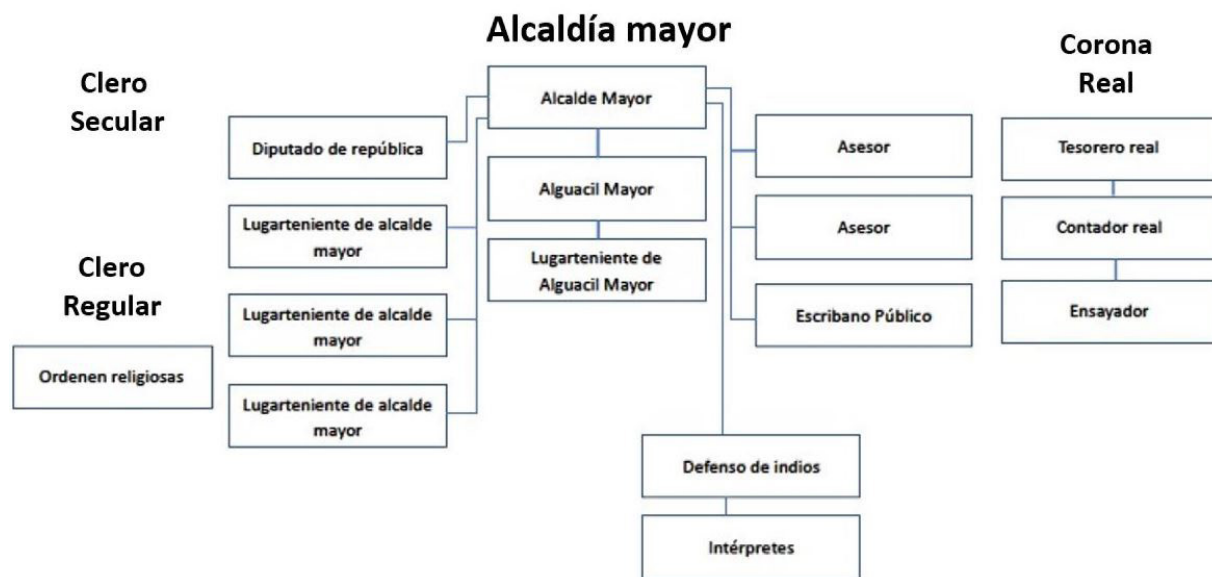 Alcaldía mayor
Clero
Secular
Corona
Real
Alcalde Mayor
Diputado de república
Asesor
Tesorero real
Alguacil Mayor
Lugarteniente de alcalde
mayor
Asesor
Contador real
Lugarteniente de
Alguacil Mayor
Clero
Regular
Lugarteniente de alcalde
mayor
Escribano Público
Ensayador
Ordenen religiosas
Lugarteniente de alcalde
mayor
Defenso de indios
Intérpretes